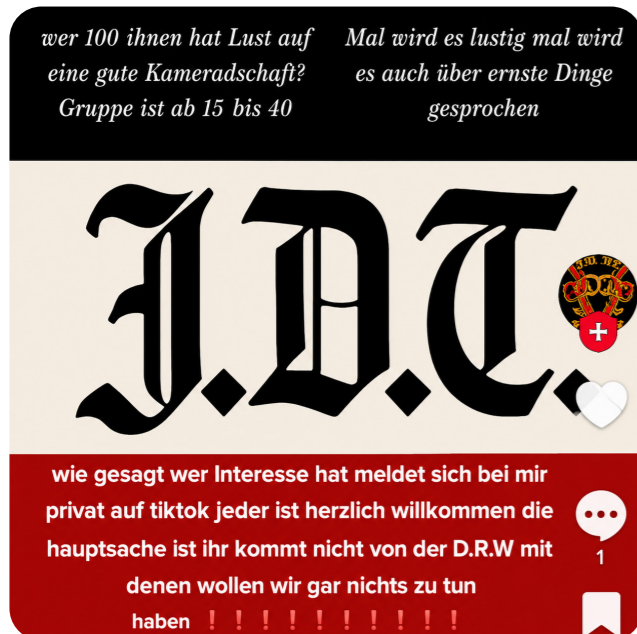 wer 100 ihnen hat Lust auf
eine gute Kameradschaft?
Gruppe ist ab 15 bis 40
Mal wird es lustig mal wird
es auch über ernste Dinge
gesprochen
J.D.T.
wie gesagt wer Interesse hat meldet sich bei mir
privat auf tiktok jeder ist herzlich willkommen die
hauptsache ist ihr kommt nicht von der D.R.W mit
denen wollen wir gar nichts zu tun
haben ❗❗❗❗❗❗❗❗❗❗
1